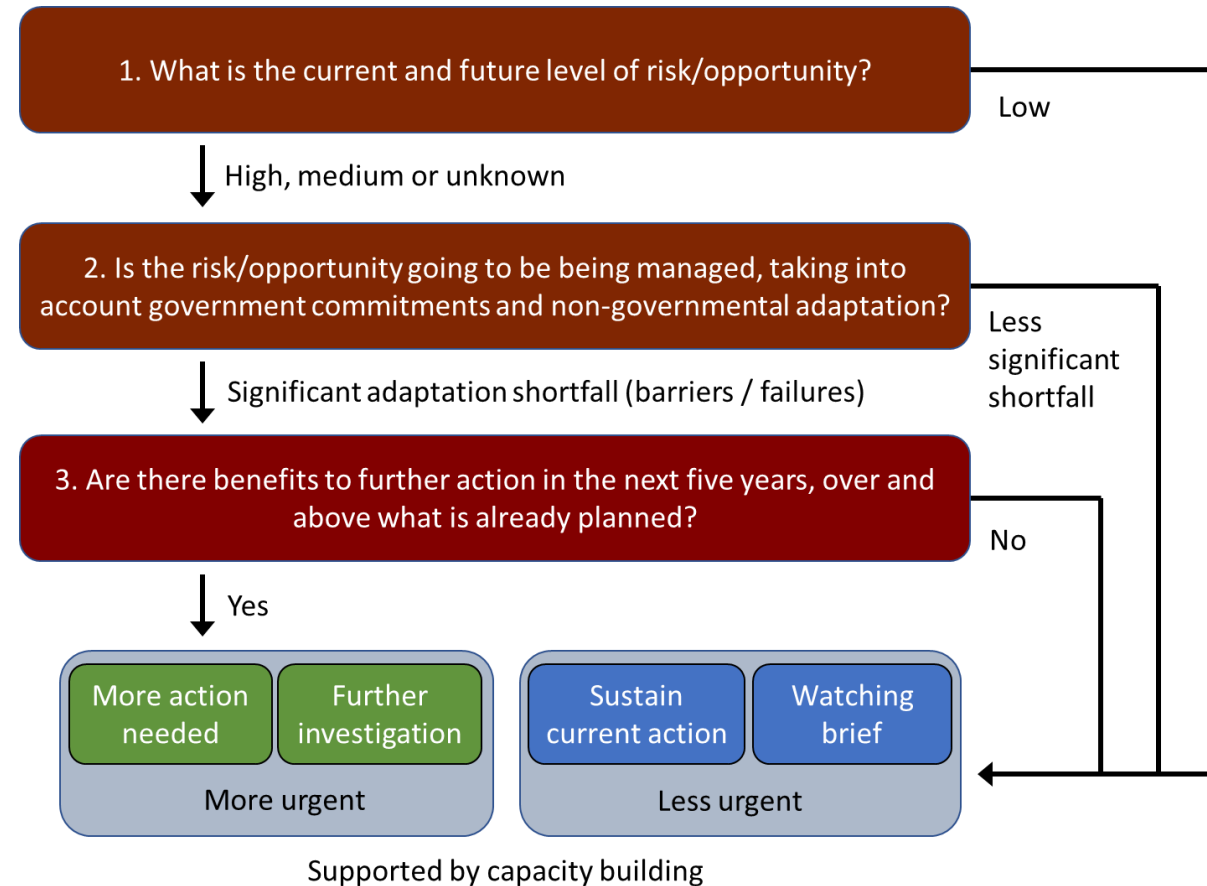 1. What is the current and future level of risk/opportunity?
Low
High, medium or unknown
2. Is the risk/opportunity going to be being managed, taking into
account government commitments and non-governmental adaptation?
Less
significant
shortfall
Significant adaptation shortfall (barriers / failures)
3. Are there benefits to further action in the next five years, over and
above what is already planned?
No
Yes
More action
needed
Further
investigation
More urgent
Sustain
current action
Watching
brief
Less urgent
Supported by capacity building